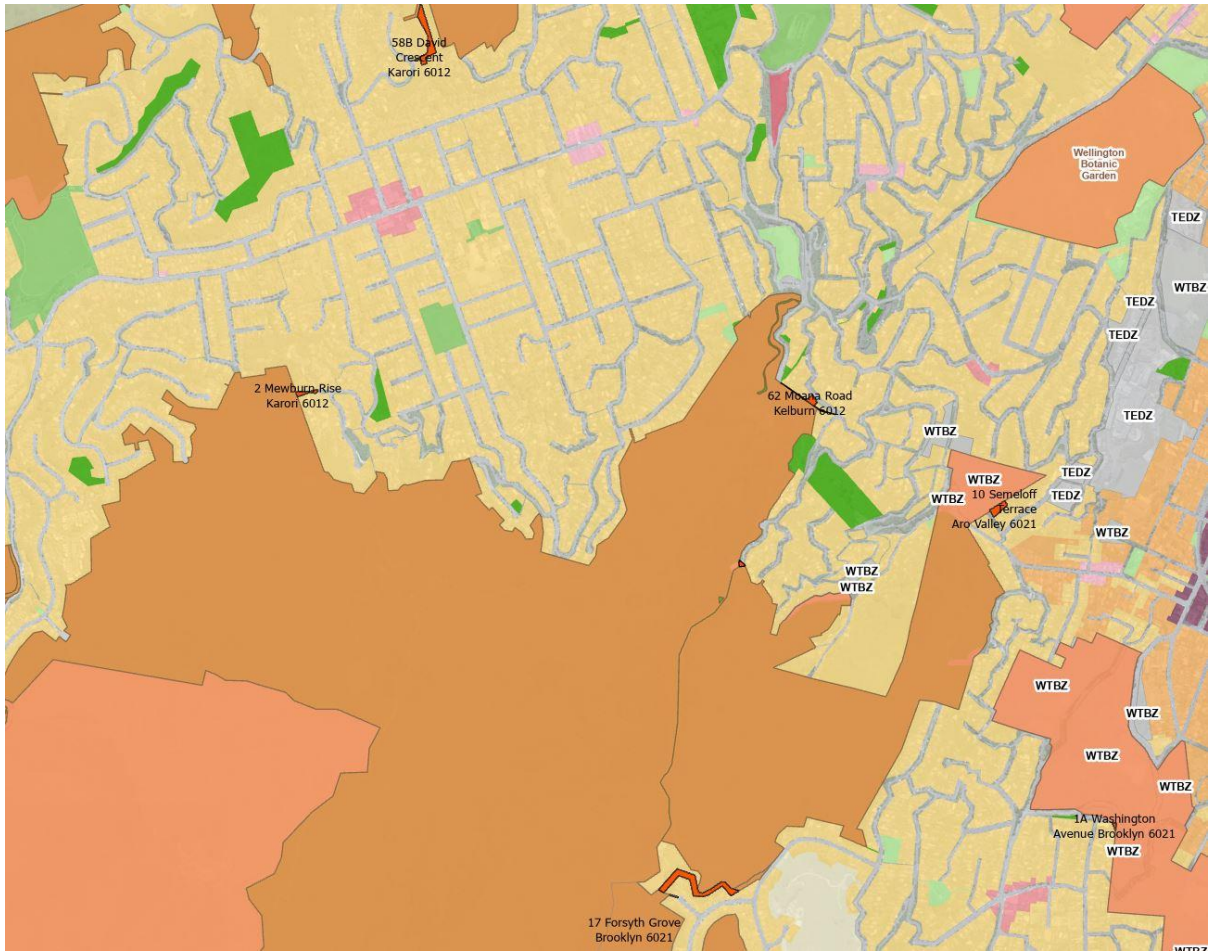 58B David
Crescent
Karori 6012
Wellington
Botanic
Garden
TEDZ
WTBZ
TEDZ
TEDZ
2 Mewburn Rise
Karori 6012
62 Moana Road
Kelburn 6012
TEDZ
WTBZ
TEDZ
WTBZ
WTBZ
10 Semeloff
Terrace
Aro Valley 6021
TEDZ
WTBZ
WTBZ
WTBZ
WTBZ
WTBZ
WTBZ
WTBZ
1A Washington
Avenue Brooklyn 6021
WTBZ
17 Forsyth Grove
Brooklyn 6021
WTBZ